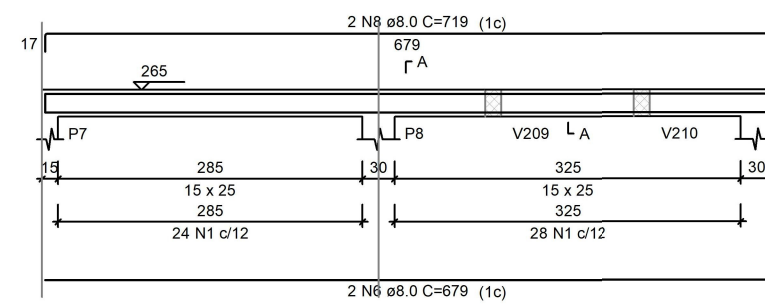 2 N8 ø8.0 C=719 (1c)
17
679
A
265
P7
P8
V209
A
V210
15
285
30
325
30
15 x 25
15 x 25
285
325
24 N1 c/12
28 N1 c/12
2 N6 ø8.0 C=679 (1c)